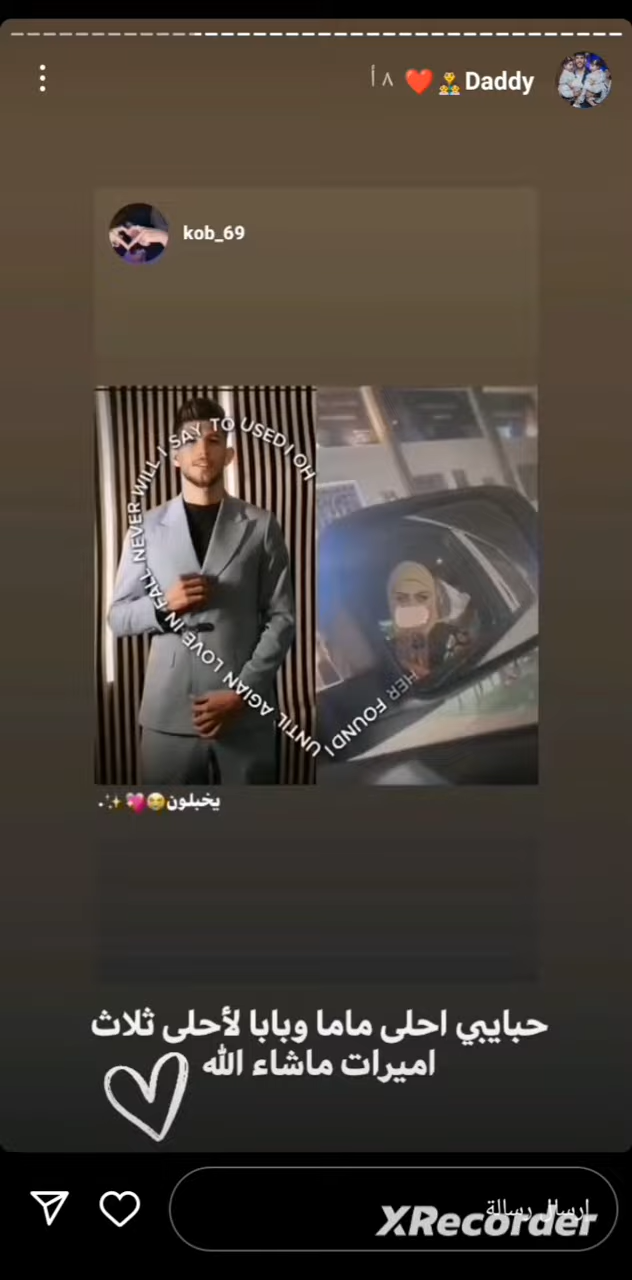 Daddy 👨‍👧‍👧 ❤️ ٨ أ
kob_69
HO I USED TO SAY I WILL NEVER FALL IN LOVE AGIAN UNTIL I FOUND HER
يخبلون😭💘✨.
حبايبي احلى ماما وبابا لأحلى ثلاث
اميرات ماشاء الله
إرسال رسالة
XRecorder